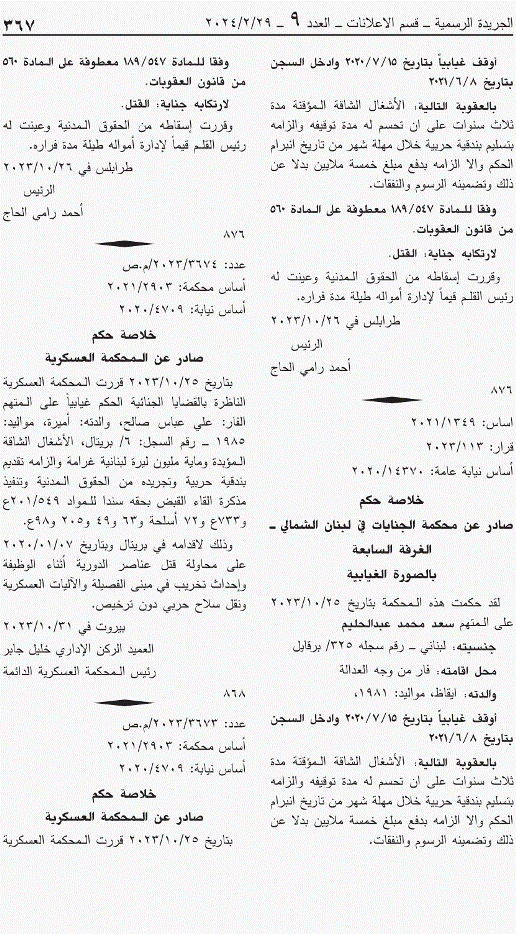 الجريدة الرسمية ــ قسم الاعلانات ــ العدد ٩ ــ ٢٠٢٤/٢/٢٩
٣٦٧
أوقف غيابياً بتاريخ ٢٠٢٠/٧/١٥ وادخل السجن
بتاريخ ٢٠٢١/٦/٨
بالعقوبة التالية: الأشغال الشاقة المؤقتة مدة
ثلاث سنوات على ان تحسم له مدة توقيفه والزامه
بتسليم بندقية حربية خلال مهلة شهر من تاريخ انبرام
الحكم والا الزامه بدفع مبلغ خمسة ملايين بدلا عن
ذلك وتضمينه الرسوم والنفقات.
وفقا للمادة ١٨٩/٥٤٧ معطوفة على المادة ٥٦٠
من قانون العقوبات.
لارتكابه جناية: القتل.
وقررت إسقاطه من الحقوق المدنية وعينت له
رئيس القلم قيماً لإدارة أمواله طيلة مدة فراره.
طرابلس في ٢٠٢٣/١٠/٢٦
الرئيس
أحمد رامي الحاج
٨٧٦
اساس: ٢٠٢١/١٣٤٩
قرار: ٢٠٢٣/١١٣
أساس نيابة عامة: ٢٠٢٠/١٤٣٧٠
خلاصة حكم
صادر عن محكمة الجنايات في لبنان الشمالي ــ
الغرفة السابعة
بالصورة الغيابية
لقد حكمت هذه المحكمة بتاريخ ٢٠٢٣/١٠/٢٥
على المتهم سعد محمد عبدالحليم
جنسيته: لبناني ــ رقم سجله ٣٢٥/ برقايل
محل اقامته: فار من وجه العدالة
والدته: ايقاظ، مواليد: ١٩٨١،
أوقف غيابياً بتاريخ ٢٠٢٠/٧/١٥ وادخل السجن
بتاريخ ٢٠٢١/٦/٨
بالعقوبة التالية: الأشغال الشاقة المؤقتة مدة
ثلاث سنوات على ان تحسم له مدة توقيفه والزامه
بتسليم بندقية حربية خلال مهلة شهر من تاريخ انبرام
الحكم والا الزامه بدفع مبلغ خمسة ملايين بدلا عن
ذلك وتضمينه الرسوم والنفقات.
وفقا للمادة ١٨٩/٥٤٧ معطوفة على المادة ٥٦٠
من قانون العقوبات.
لارتكابه جناية: القتل.
وقررت إسقاطه من الحقوق المدنية وعينت له
رئيس القلم قيماً لإدارة أمواله طيلة مدة فراره.
طرابلس في ٢٠٢٣/١٠/٢٦
الرئيس
أحمد رامي الحاج
٨٧٦
عدد: ٢٠٢٣/٣٦٧٤/م.ص
أساس محكمة: ٢٠٢١/٢٩٠٣
أساس نيابة: ٢٠٢٠/٤٧٠٩
خلاصة حكم
صادر عن المحكمة العسكرية
بتاريخ ٢٠٢٣/١٠/٢٥ قررت المحكمة العسكرية
الناظرة بالقضايا الجنائية الحكم غيابياً على المتهم
الفار: علي عباس صالح، والدته: أميرة، مواليد:
١٩٨٥ ــ رقم السجل: ٦/ بريتال، الأشغال الشاقة
المؤبدة وماية مليون ليرة لبنانية غرامة والزامه تقديم
بندقية حربية وتجريده من الحقوق المدنية وتنفيذ
مذكرة القاء القبض بحقه سندا للمواد ٢٠١/٥٤٩ع
و٧٣٣ع و٧٢ أسلحة و٦٣ و٤٩ و٢٠٥ و٩٨ع.
وذلك لاقدامه في بريتال وبتاريخ ٢٠٢٠/٠١/٠٧
على محاولة قتل عناصر الدورية أثناء الوظيفة
وإحداث تخريب في مبنى الفصيلة والآليات العسكرية
ونقل سلاح حربي دون ترخيص.
بيروت في ٢٠٢٣/١٠/٣١
العميد الركن الإداري خليل جابر
رئيس المحكمة العسكرية الدائمة
٨٦٨
عدد: ٢٠٢٣/٣٦٧٣/م.ص
أساس محكمة: ٢٠٢١/٢٩٠٣
أساس نيابة: ٢٠٢٠/٤٧٠٩
خلاصة حكم
صادر عن المحكمة العسكرية
بتاريخ ٢٠٢٣/١٠/٢٥ قررت المحكمة العسكرية